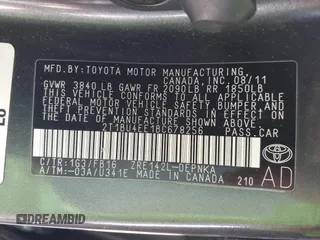 MFD. BY: TOYOTA MOTOR MANUFACTURING,
CANADA, INC. 08/11
GVWR 3840 LB GAWR FR 2090LB RR 1850LB
THIS VEHICLE CONFORMS TO ALL APPLICABLE
FEDERAL MOTOR VEHICLE SAFETY, BUMPER, AND
THEFT PREVENTION STANDARDS IN EFFECT ON
THE DATE OF MANUFACTURE SHOWN ABOVE.
2T1BU4EE1BC678256 PASS.CAR
C/TR: 1G3/FB16 ZRE142L-DEPNKA
A/TM: -03A/U341E MADE IN CANADA 210
AD
DREAMBID